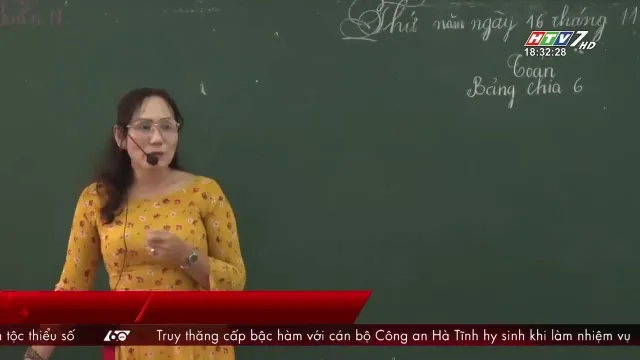 Thứ năm ngày 16 tháng 11
HTV7 HD
18:32:28
Toán
Bảng chia 6
n tộc thiểu số
60
Truy thăng cấp bậc hàm với cán bộ Công an Hà Tĩnh hy sinh khi làm nhiệm vụ